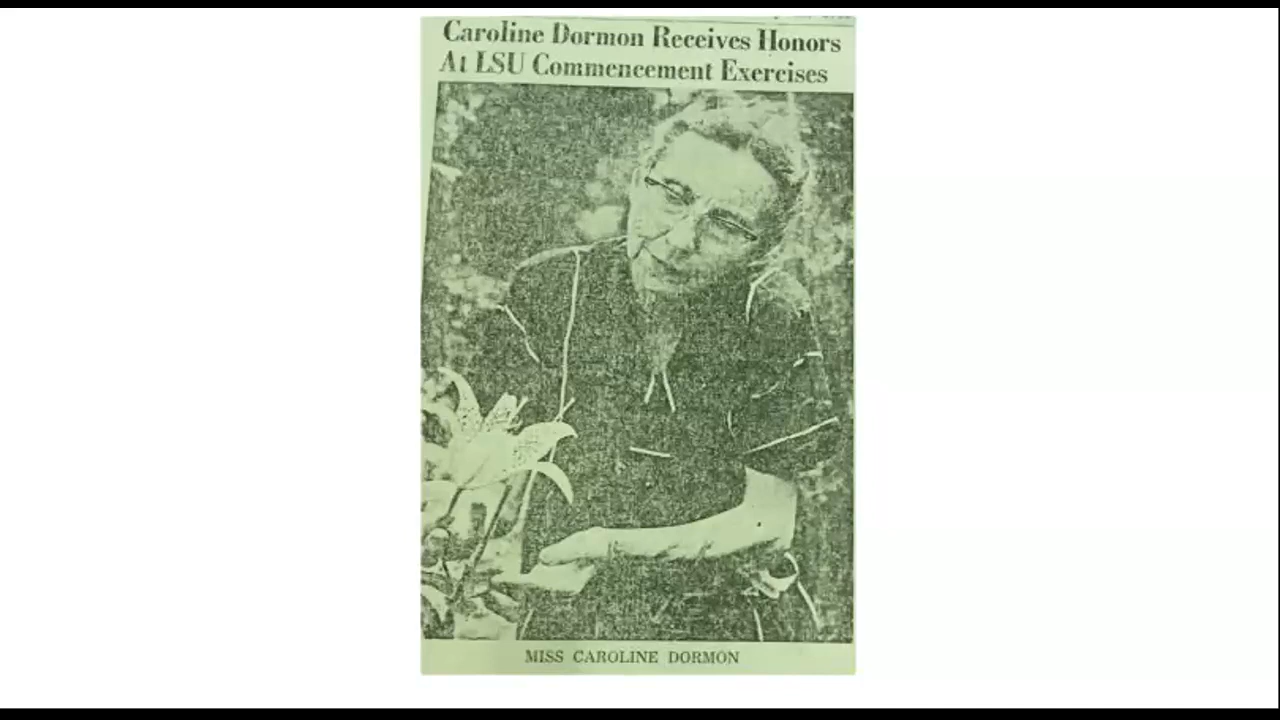 Caroline Dormon Receives Honors
At LSU Commencement Exercises
MISS CAROLINE DORMON